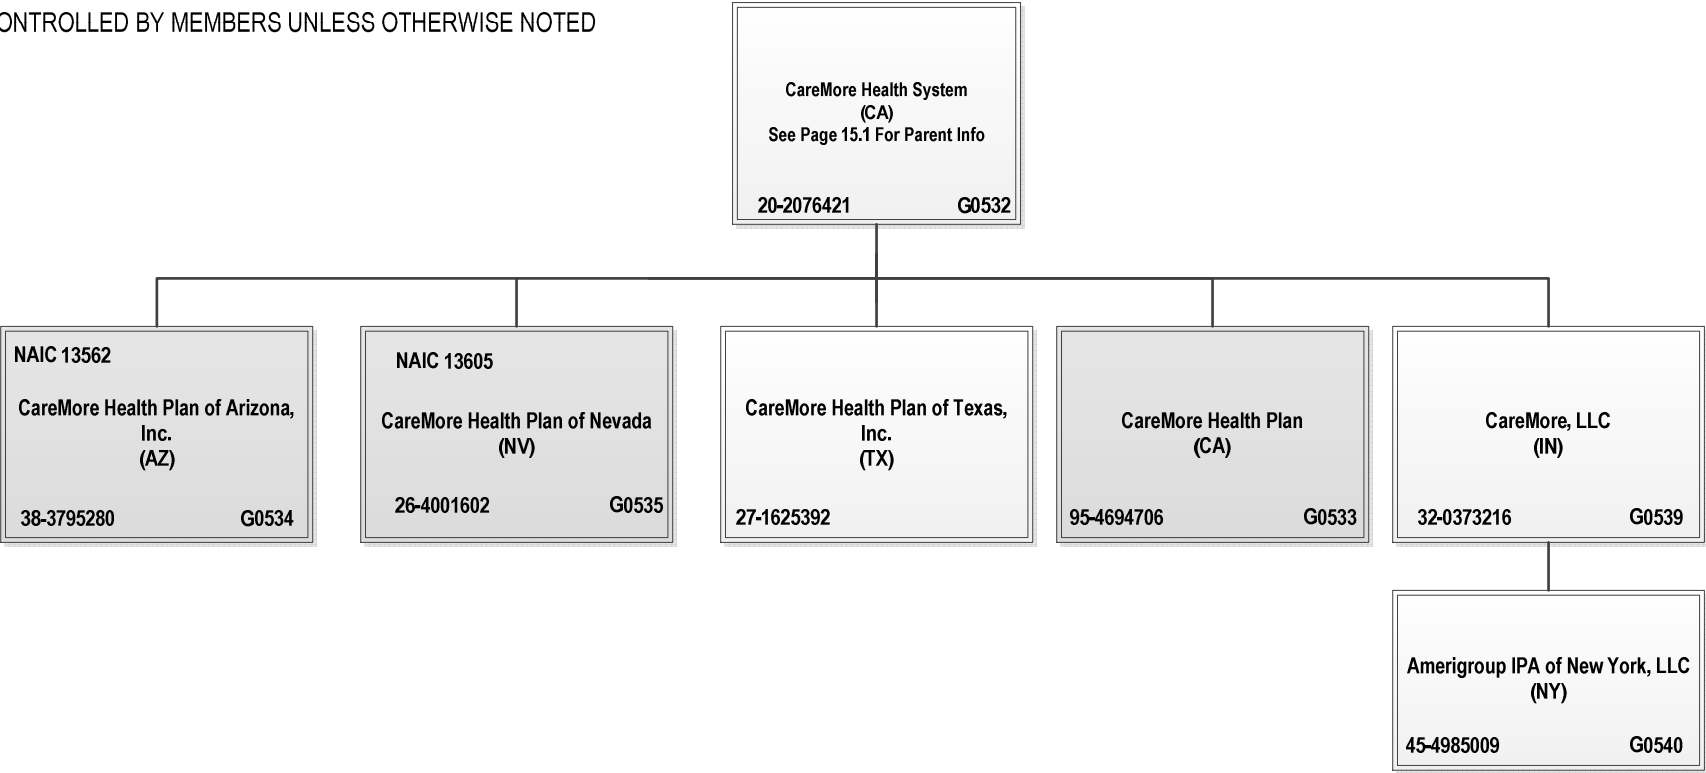 ONTROLLED BY MEMBERS UNLESS OTHERWISE NOTED
CareMore Health System
(CA)
See Page 15.1 For Parent Info
20-2076421 G0532
NAIC 13562
CareMore Health Plan of Arizona,
Inc.
(AZ)
38-3795280 G0534
NAIC 13605
CareMore Health Plan of Nevada
(NV)
26-4001602 G0535
CareMore Health Plan of Texas,
Inc.
(TX)
27-1625392
CareMore Health Plan
(CA)
95-4694706 G0533
CareMore, LLC
(IN)
32-0373216 G0539
Amerigroup IPA of New York, LLC
(NY)
45-4985009 G0540